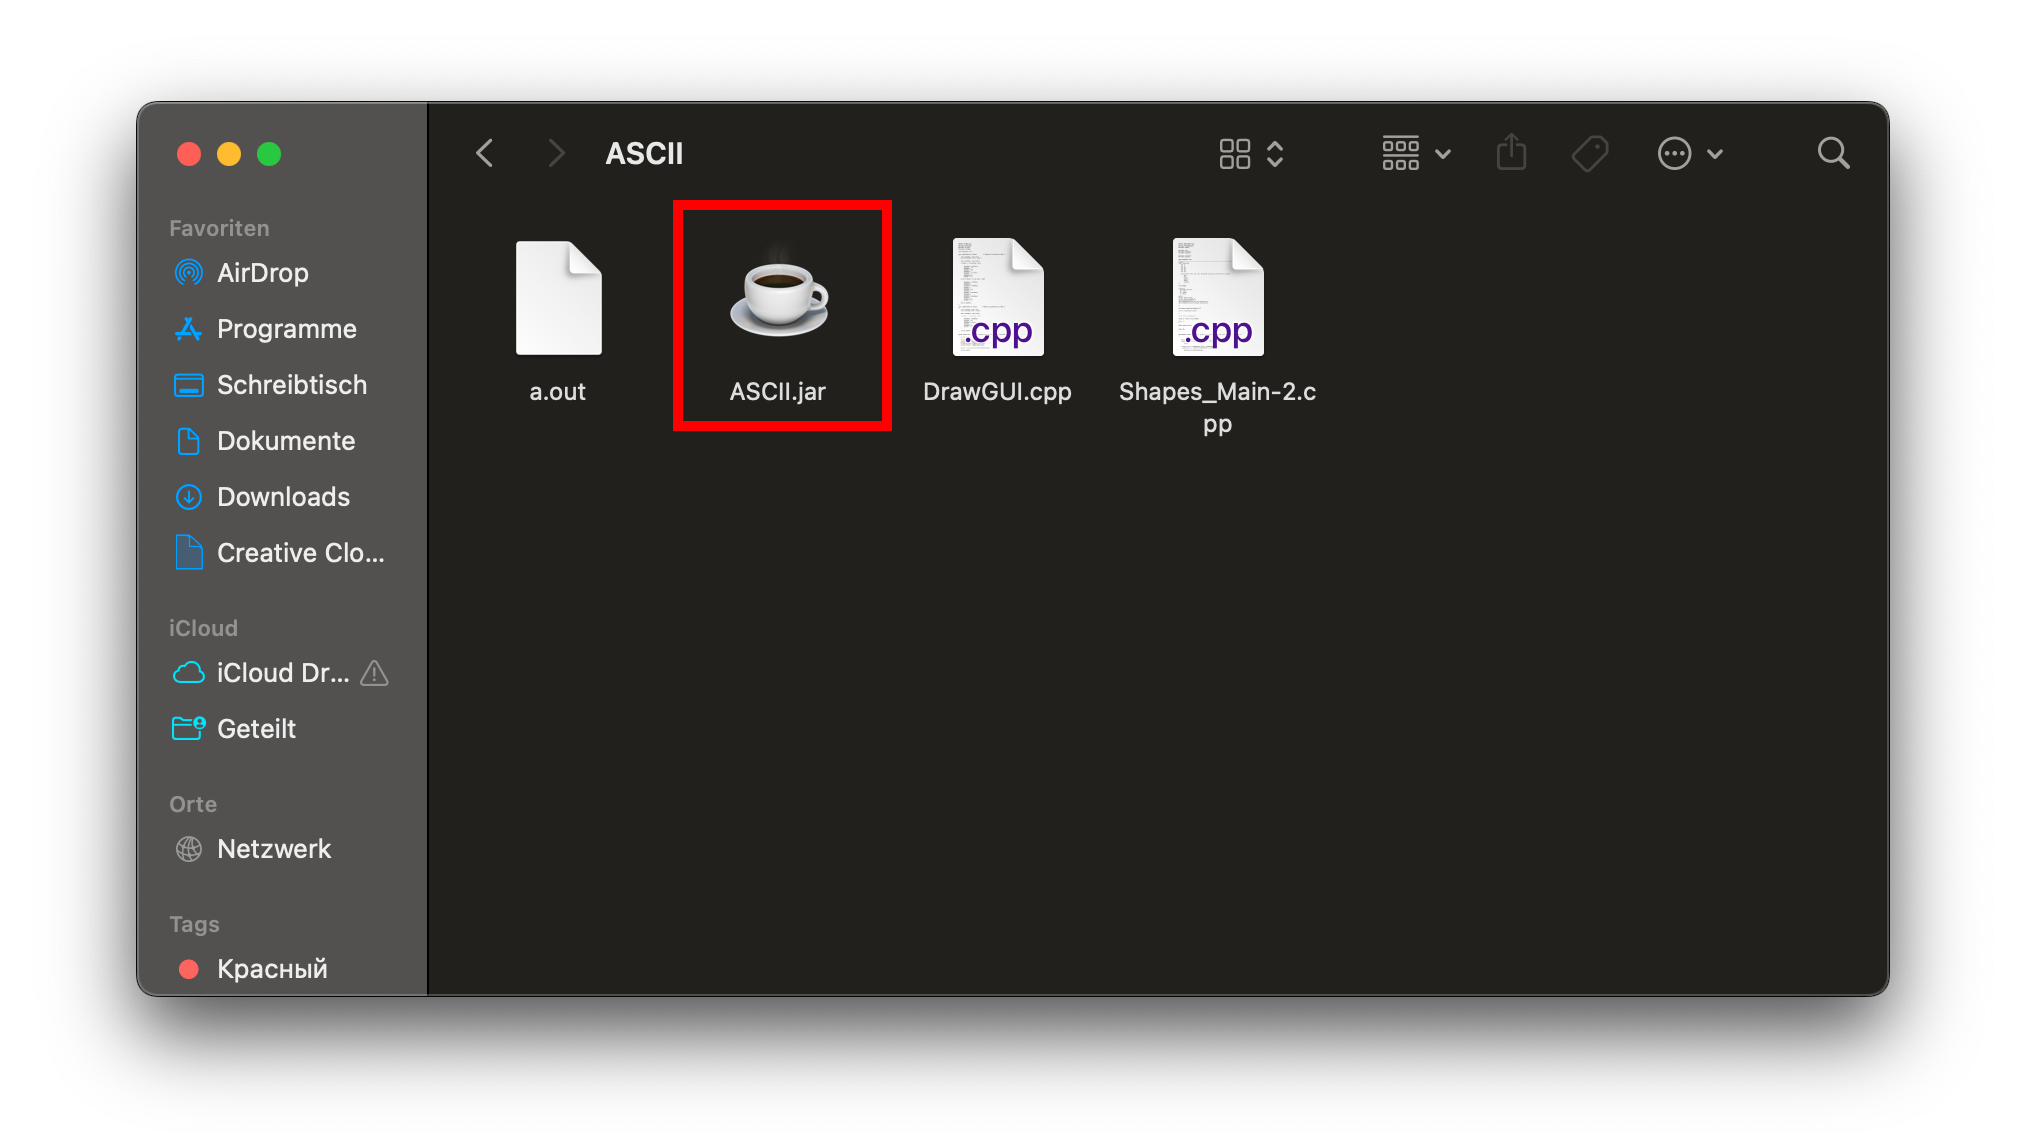 ASCII
Favoriten
AirDrop
Programme
Schreibtisch
Dokumente
Downloads
Creative Clo...
iCloud
iCloud Dr...
Geteilt
Orte
Netzwerk
Tags
Красный
.cpp
.cpp
a.out
ASCII.jar
DrawGUI.cpp
Shapes_Main-2.c
pp